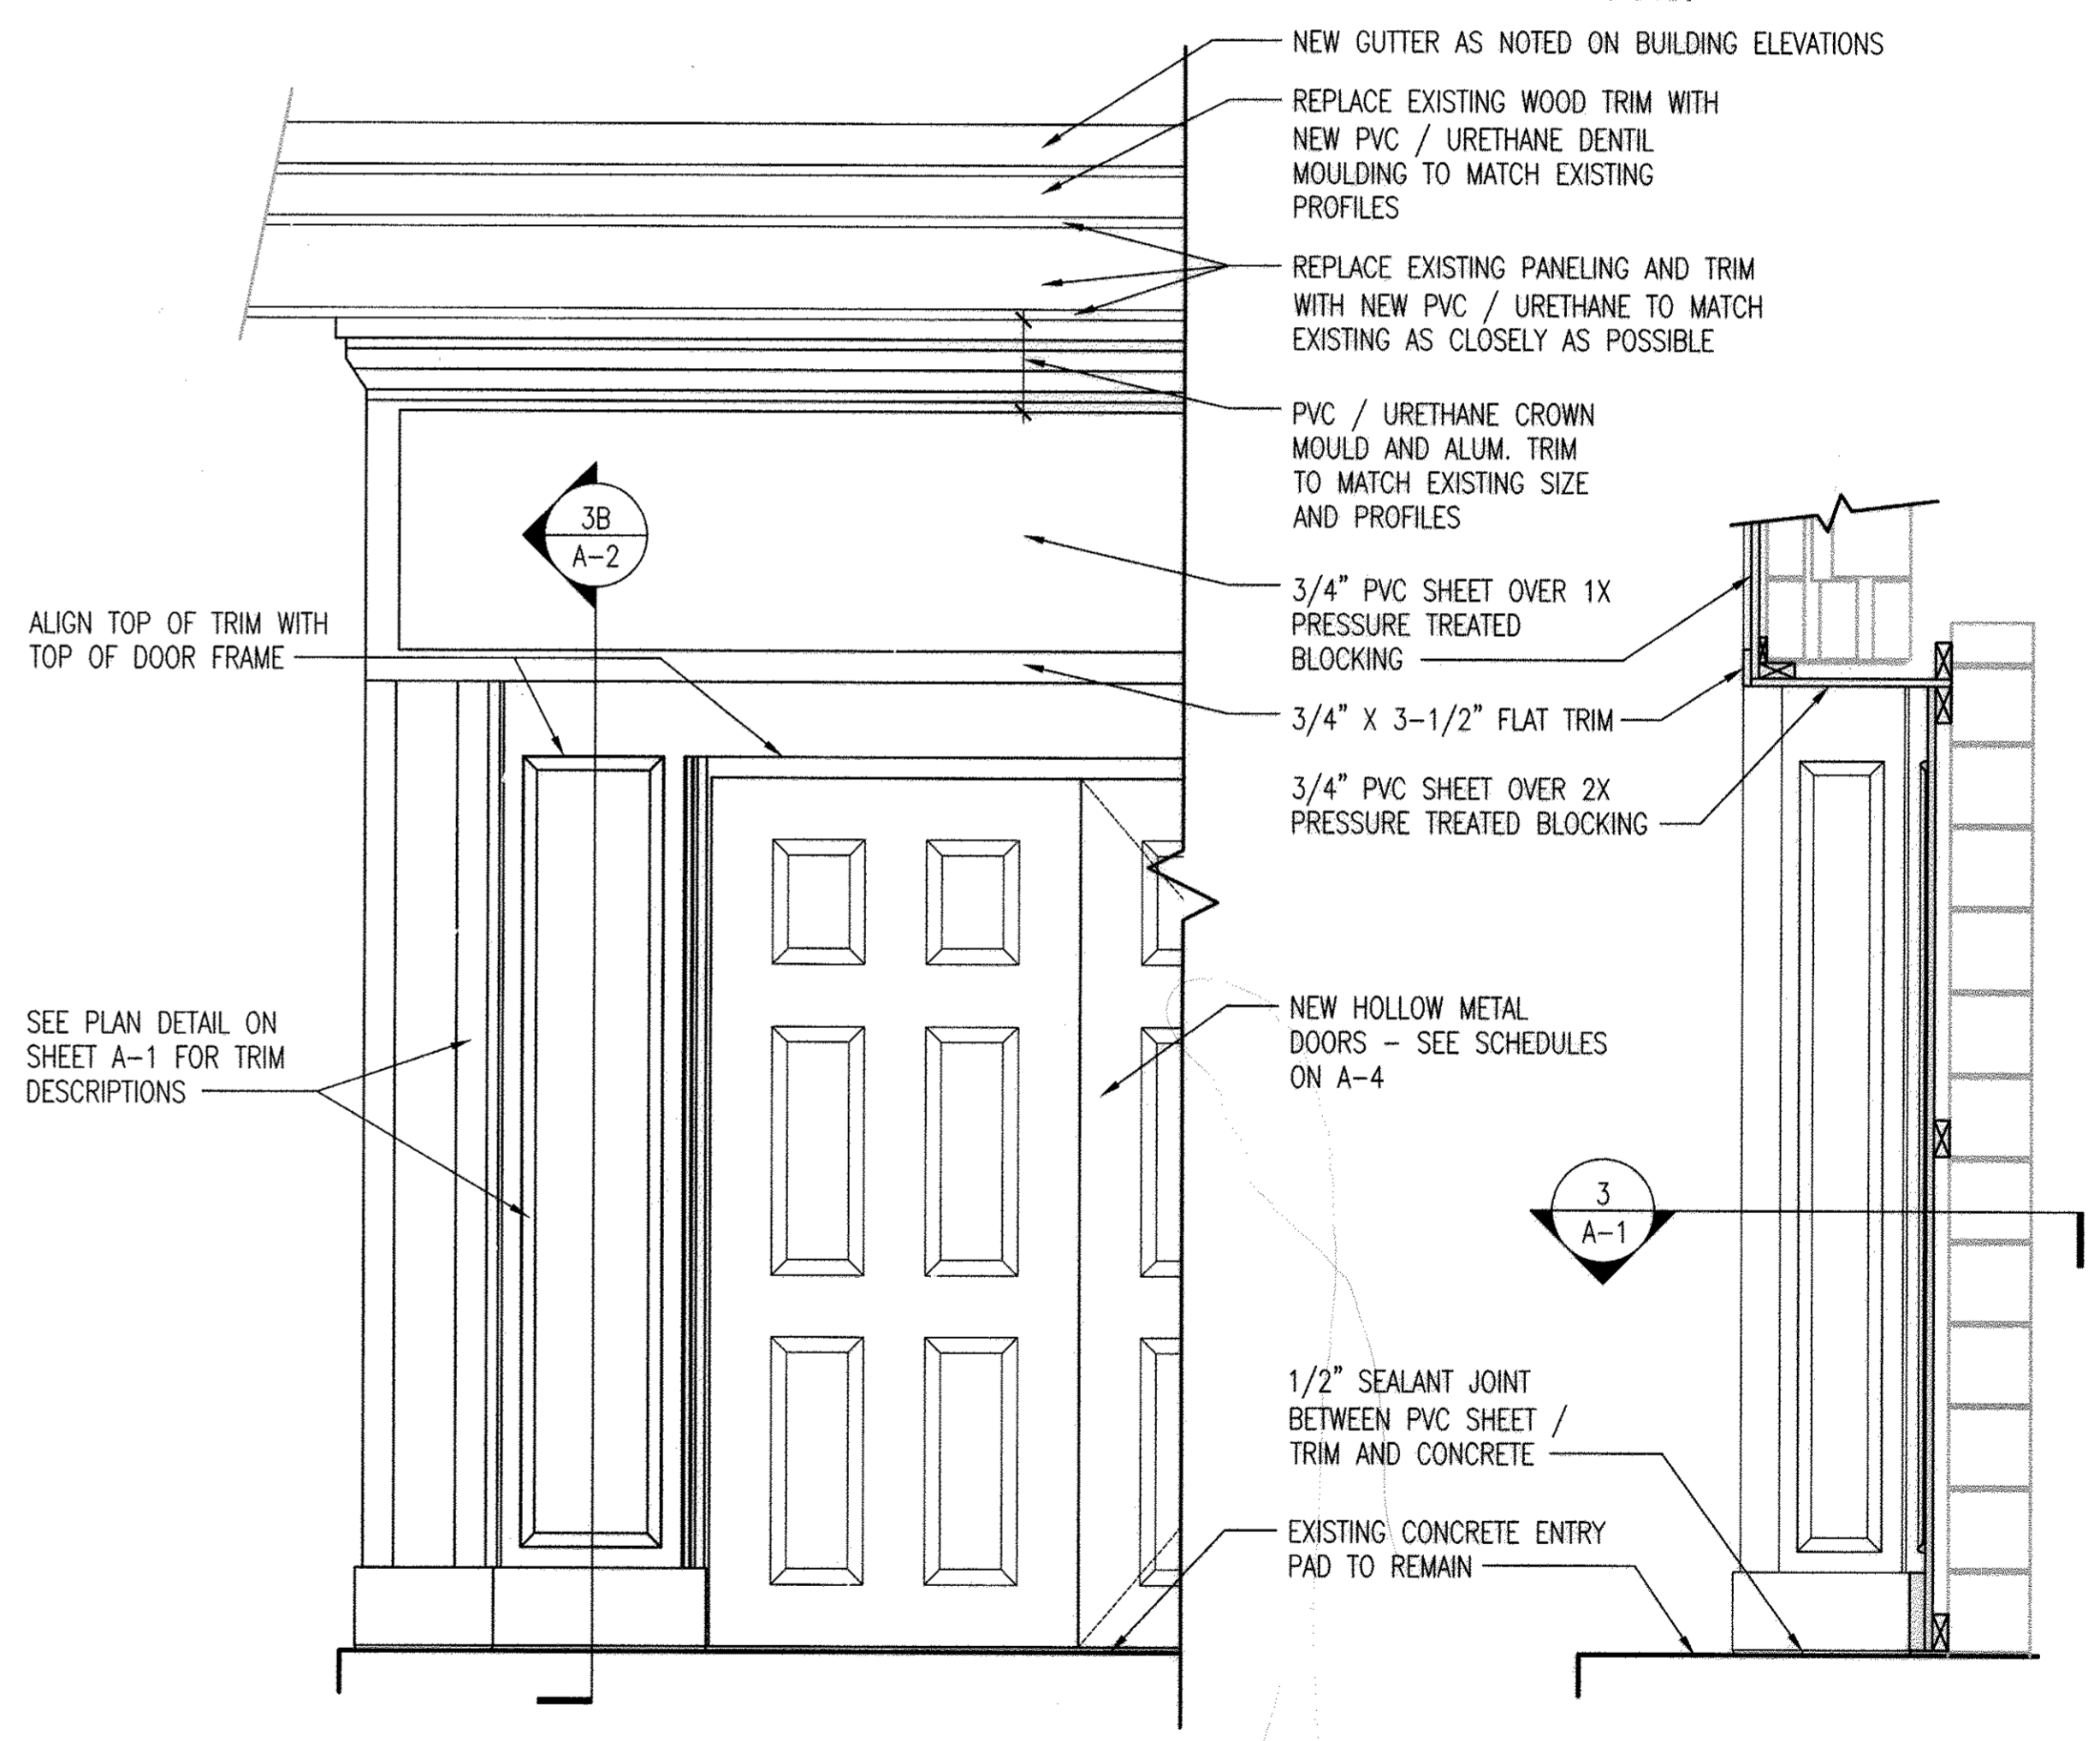 NEW GUTTER AS NOTED ON BUILDING ELEVATIONS
REPLACE EXISTING WOOD TRIM WITH
NEW PVC / URETHANE DENTIL
MOULDING TO MATCH EXISTING
PROFILES
REPLACE EXISTING PANELING AND TRIM
WITH NEW PVC / URETHANE TO MATCH
EXISTING AS CLOSELY AS POSSIBLE
PVC / URETHANE CROWN
MOULD AND ALUM. TRIM
TO MATCH EXISTING SIZE
AND PROFILES
3B
A-2
3/4" PVC SHEET OVER 1X
PRESSURE TREATED
BLOCKING
ALIGN TOP OF TRIM WITH
TOP OF DOOR FRAME
3/4" X 3-1/2" FLAT TRIM
3/4" PVC SHEET OVER 2X
PRESSURE TREATED BLOCKING
SEE PLAN DETAIL ON
SHEET A-1 FOR TRIM
DESCRIPTIONS
NEW HOLLOW METAL
DOORS - SEE SCHEDULES
ON A-4
3
A-1
1/2" SEALANT JOINT
BETWEEN PVC SHEET /
TRIM AND CONCRETE
EXISTING CONCRETE ENTRY
PAD TO REMAIN